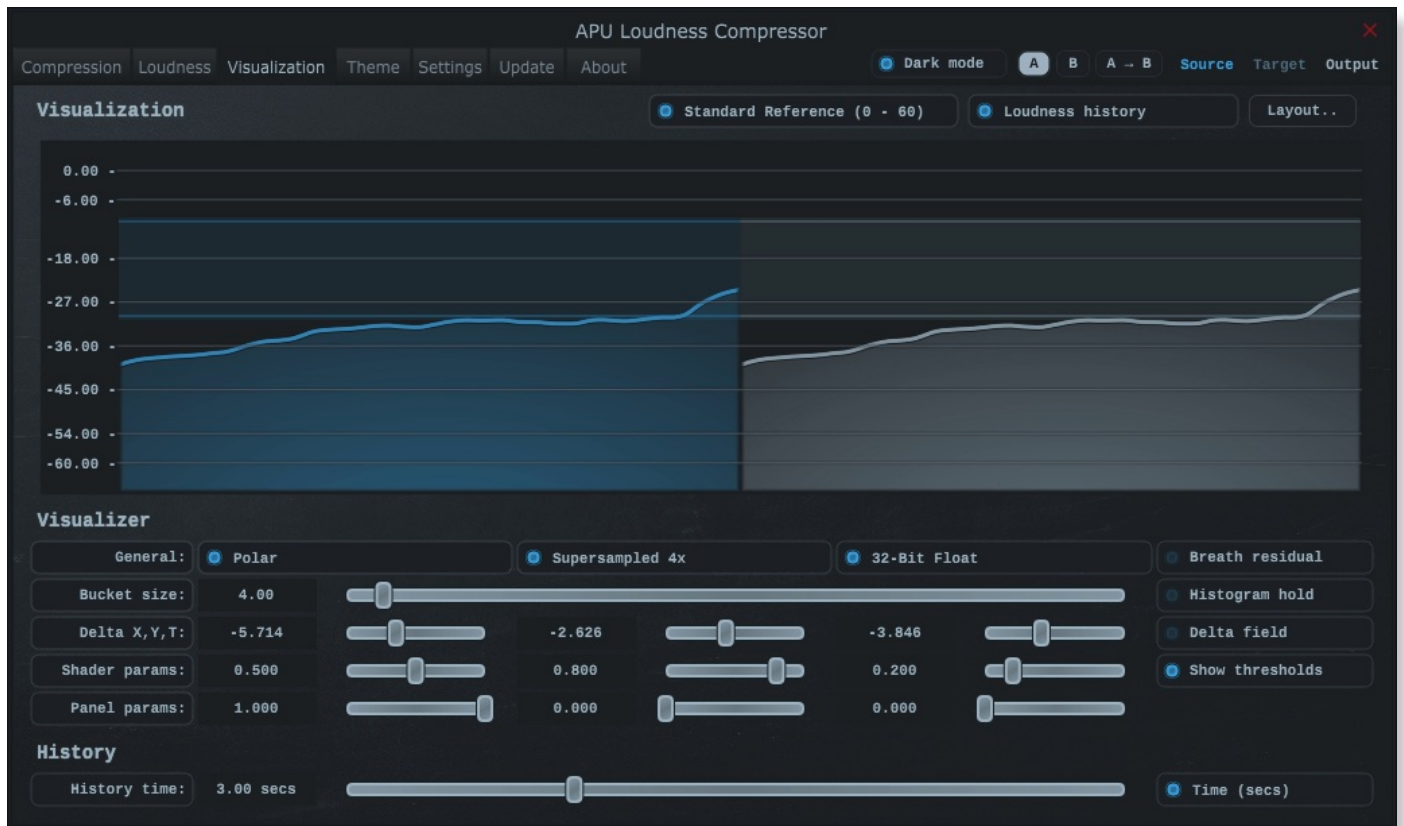 APU Loudness Compressor
Compression Loudness Visualization Theme Settings Update About Dark mode A B A → B Source Target Output
Visualization Standard Reference (0 - 60) Loudness history Layout..
0.00 -
-6.00 -
-18.00 -
-27.00 -
-36.00 -
-45.00 -
-54.00 -
-60.00 -
Visualizer
General: Polar Supersampled 4x 32-Bit Float Breath residual
Bucket size: 4.00 Histogram hold
Delta X,Y,T: -5.714 -2.626 -3.846 Delta field
Shader params: 0.500 0.800 0.200 Show thresholds
Panel params: 1.000 0.000 0.000
History
History time: 3.00 secs Time (secs)